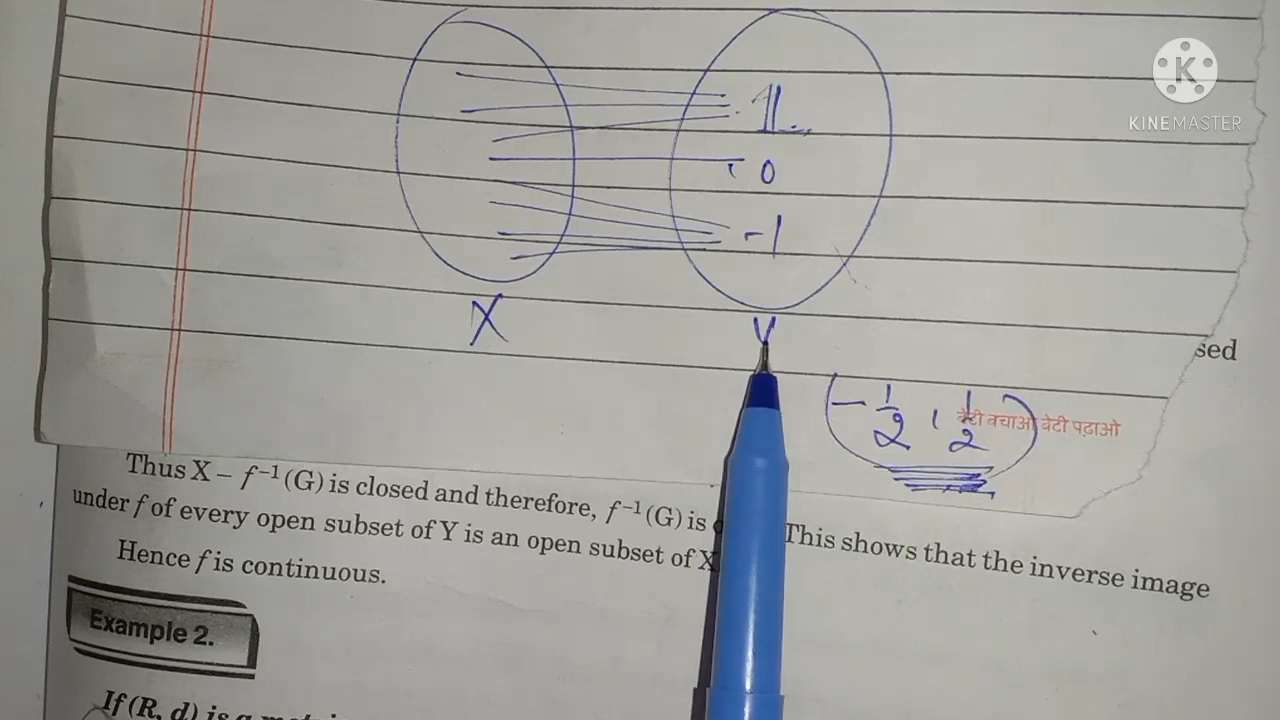 1
0
-1
X
Y
KINEMASTER
sed
(-1/2, 1/2)
बेटी बचाओ बेटी पढ़ाओ
Thus X – f⁻¹(G) is closed and therefore, f⁻¹(G) is This shows that the inverse image
under f of every open subset of Y is an open subset of X
Hence f is continuous.
Example 2.
If (R, d) is a